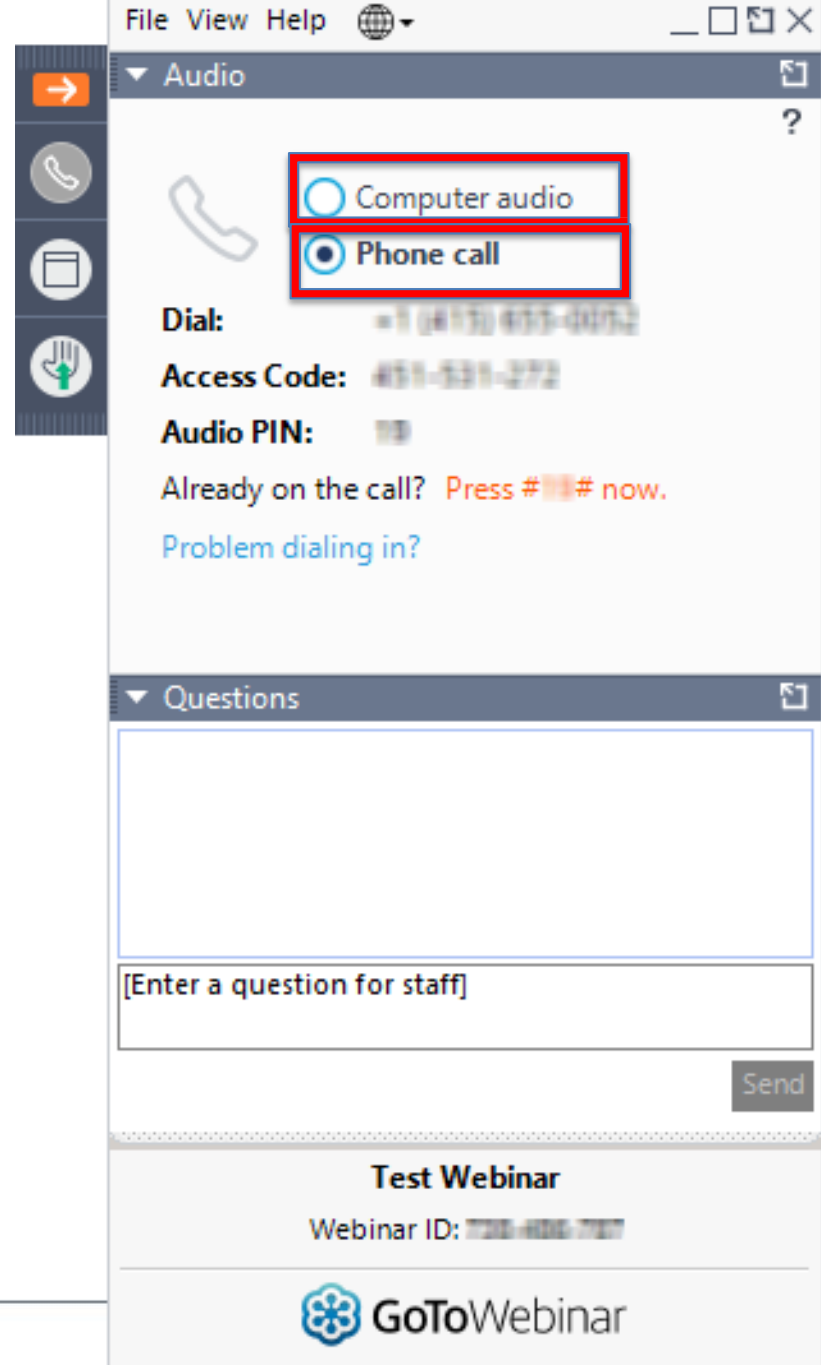 File View Help
Audio
?
Computer audio
Phone call
Dial:
Access Code:
Audio PIN:
Already on the call? Press # # now.
Problem dialing in?
Questions
[Enter a question for staff]
Send
Test Webinar
Webinar ID:
GoToWebinar